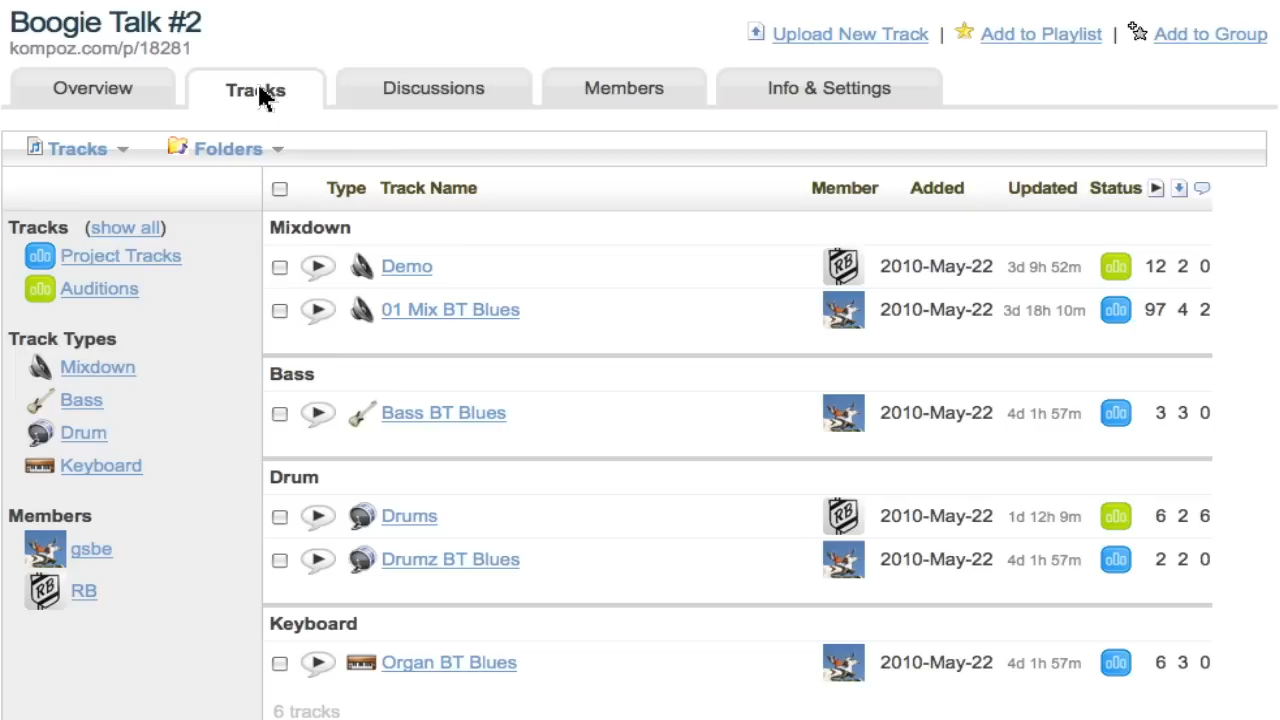 Boogie Talk #2
kompoz.com/p/18281
Upload New Track | Add to Playlist | Add to Group
Overview Tracks Discussions Members Info & Settings
Tracks Folders
Type Track Name Member Added Updated Status
Tracks (show all)
Project Tracks
Auditions
Track Types
Mixdown
Bass
Drum
Keyboard
Members
gsbe
RB RB
Mixdown
Demo RB 2010-May-22 3d 9h 52m 12 2 0
01 Mix BT Blues 2010-May-22 3d 18h 10m 97 4 2
Bass
Bass BT Blues 2010-May-22 4d 1h 57m 3 3 0
Drum
Drums RB 2010-May-22 1d 12h 9m 6 2 6
Drumz BT Blues 2010-May-22 4d 1h 57m 2 2 0
Keyboard
Organ BT Blues 2010-May-22 4d 1h 57m 6 3 0
6 tracks